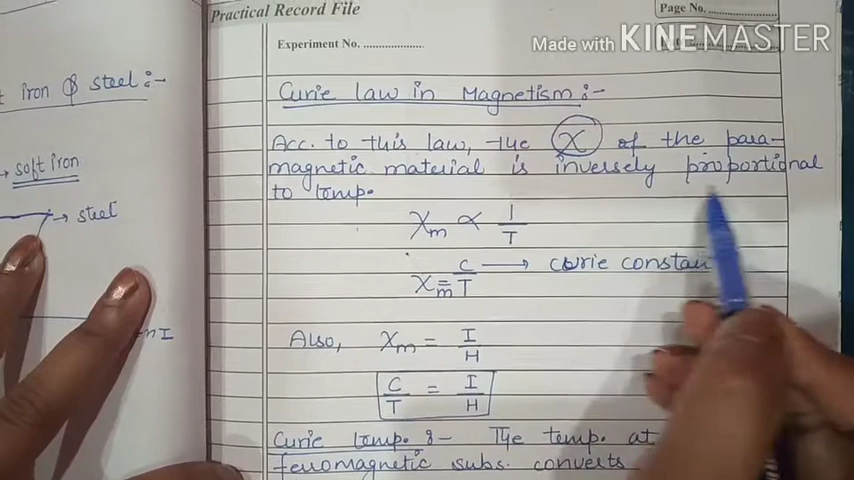 Practical Record File
Page No.
Made with KINEMASTER
Experiment No.
iron & steel :-
Curie law in Magnetism :-
Acc. to this law, the χ of the para-
magnetic material is inversely proportional
to temp.
→ soft iron
→ steel
χm ∝ 1/T
χm = C/T → curie constan
Also, χm = I/H
C/T = I/H
Curie temp. :- The temp. at
ferromagnetic subs. converts